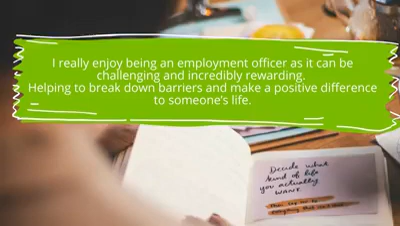 I really enjoy being an employment officer as it can be
challenging and incredibly rewarding.
Helping to break down barriers and make a positive difference
to someone's life.
Decide what
kind of life
you actually
want.